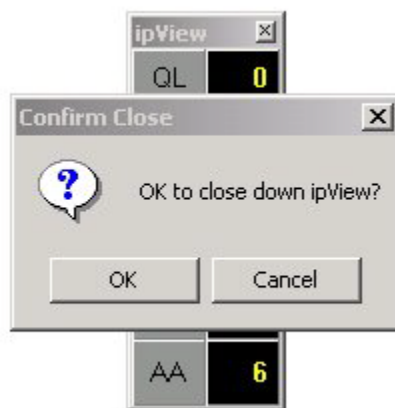 ipView
QL 0
Confirm Close
OK to close down ipView?
OK Cancel
AA 6